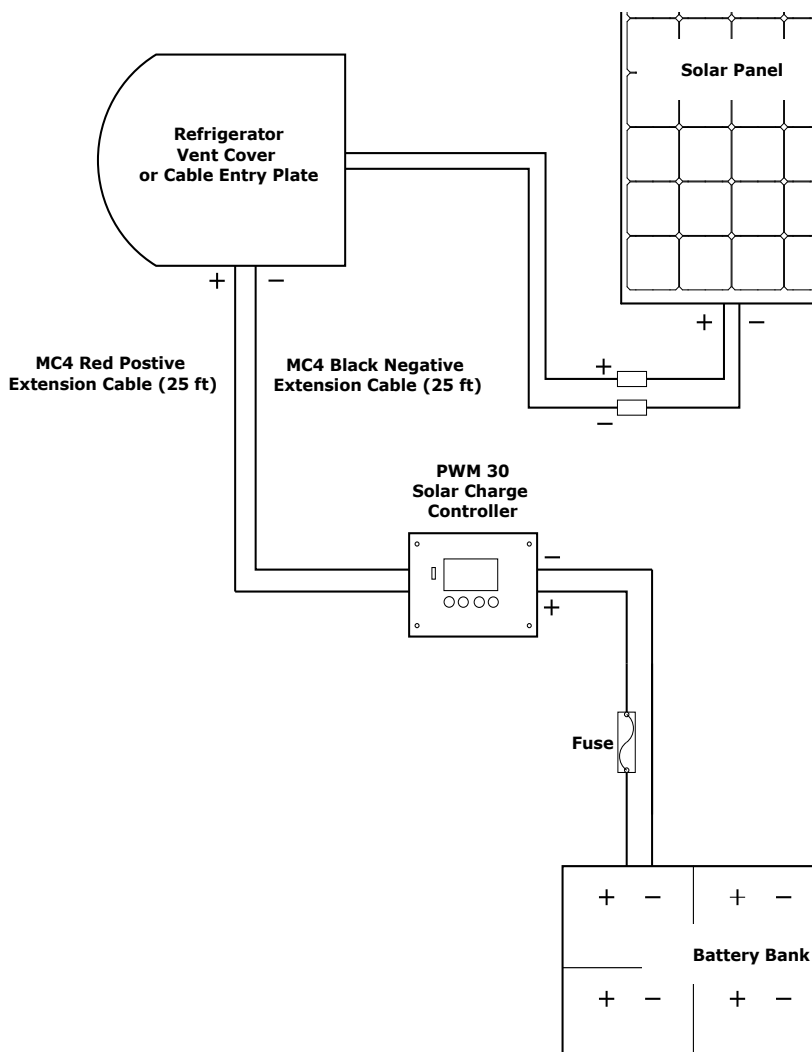 Solar Panel
Refrigerator
Vent Cover
or Cable Entry Plate
+ −
+ −
MC4 Red Postive
Extension Cable (25 ft)
MC4 Black Negative
Extension Cable (25 ft)
+
−
PWM 30
Solar Charge
Controller
−
+
Fuse
+ − + −
Battery Bank
+ − + −